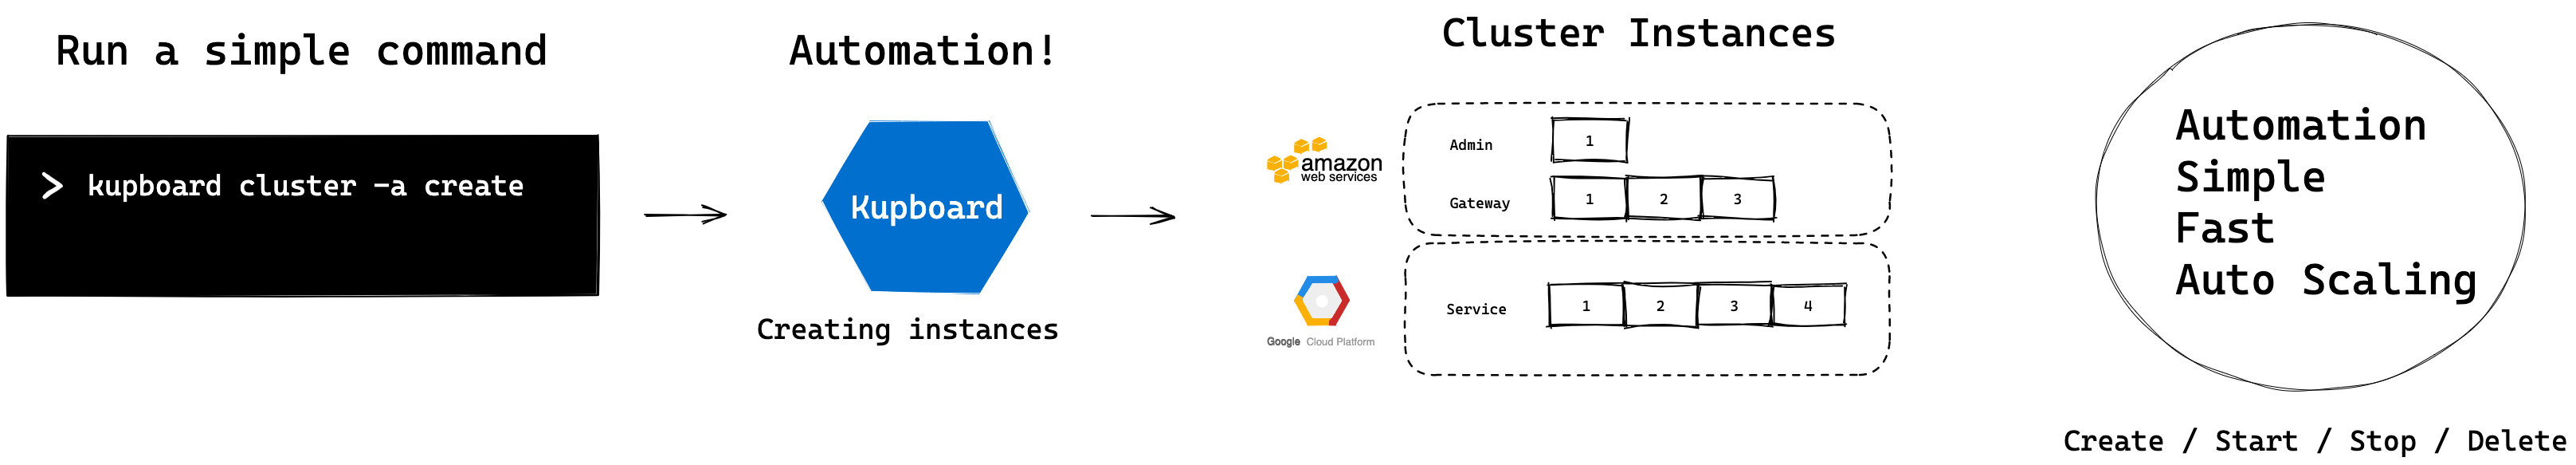 Run a simple command
> kupboard cluster -a create
Automation!
Kupboard
Creating instances
Cluster Instances
amazon
web services
Admin
1
Gateway
1 2 3
Google Cloud Platform
Service
1 2 3 4
Automation
Simple
Fast
Auto Scaling
Create / Start / Stop / Delete